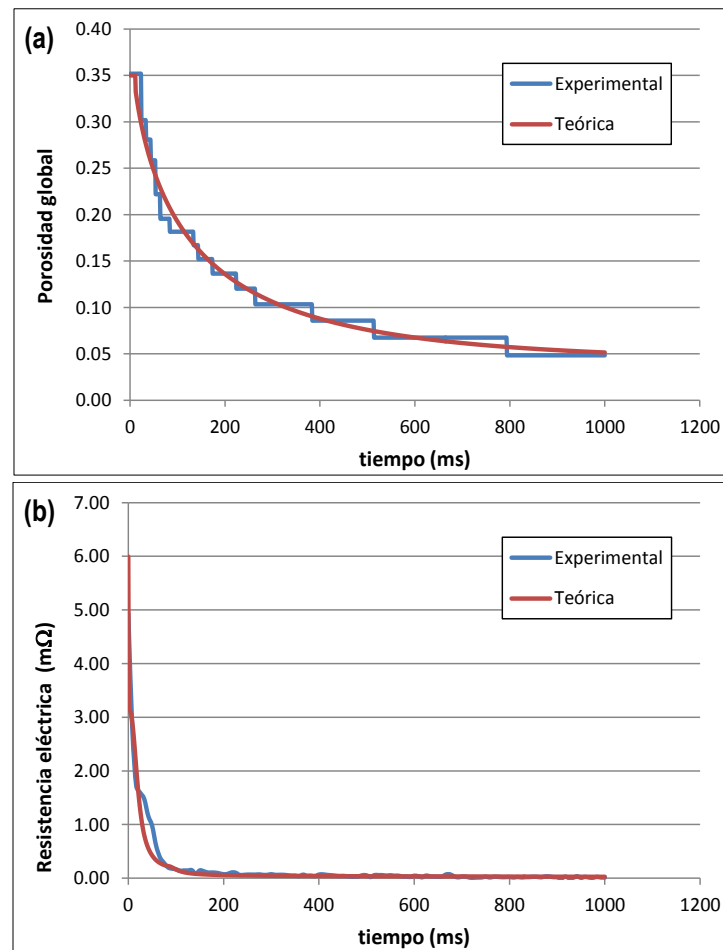 (a)
0.40
0.35
0.30
0.25
0.20
0.15
0.10
0.05
0.00
Porosidad global
Experimental
Teórica
0 200 400 600 800 1000 1200
tiempo (ms)
(b)
7.00
6.00
5.00
4.00
3.00
2.00
1.00
0.00
Resistencia eléctrica (mΩ)
Experimental
Teórica
0 200 400 600 800 1000 1200
tiempo (ms)